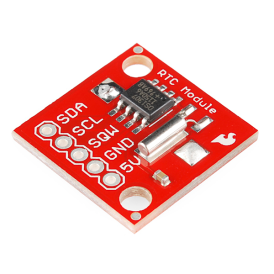 RTC Module
SDA
SCL
SQW
GND
5V